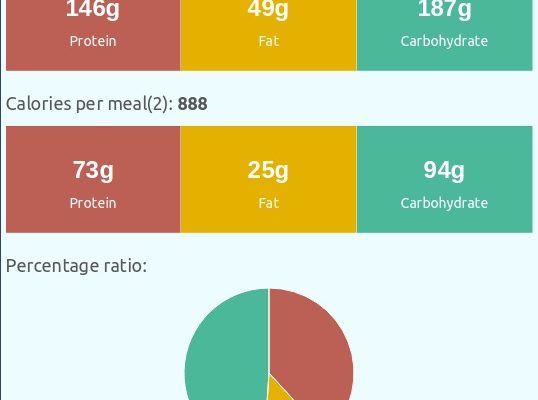 146g 49g 187g
Protein Fat Carbohydrate
Calories per meal(2): 888
73g 25g 94g
Protein Fat Carbohydrate
Percentage ratio: